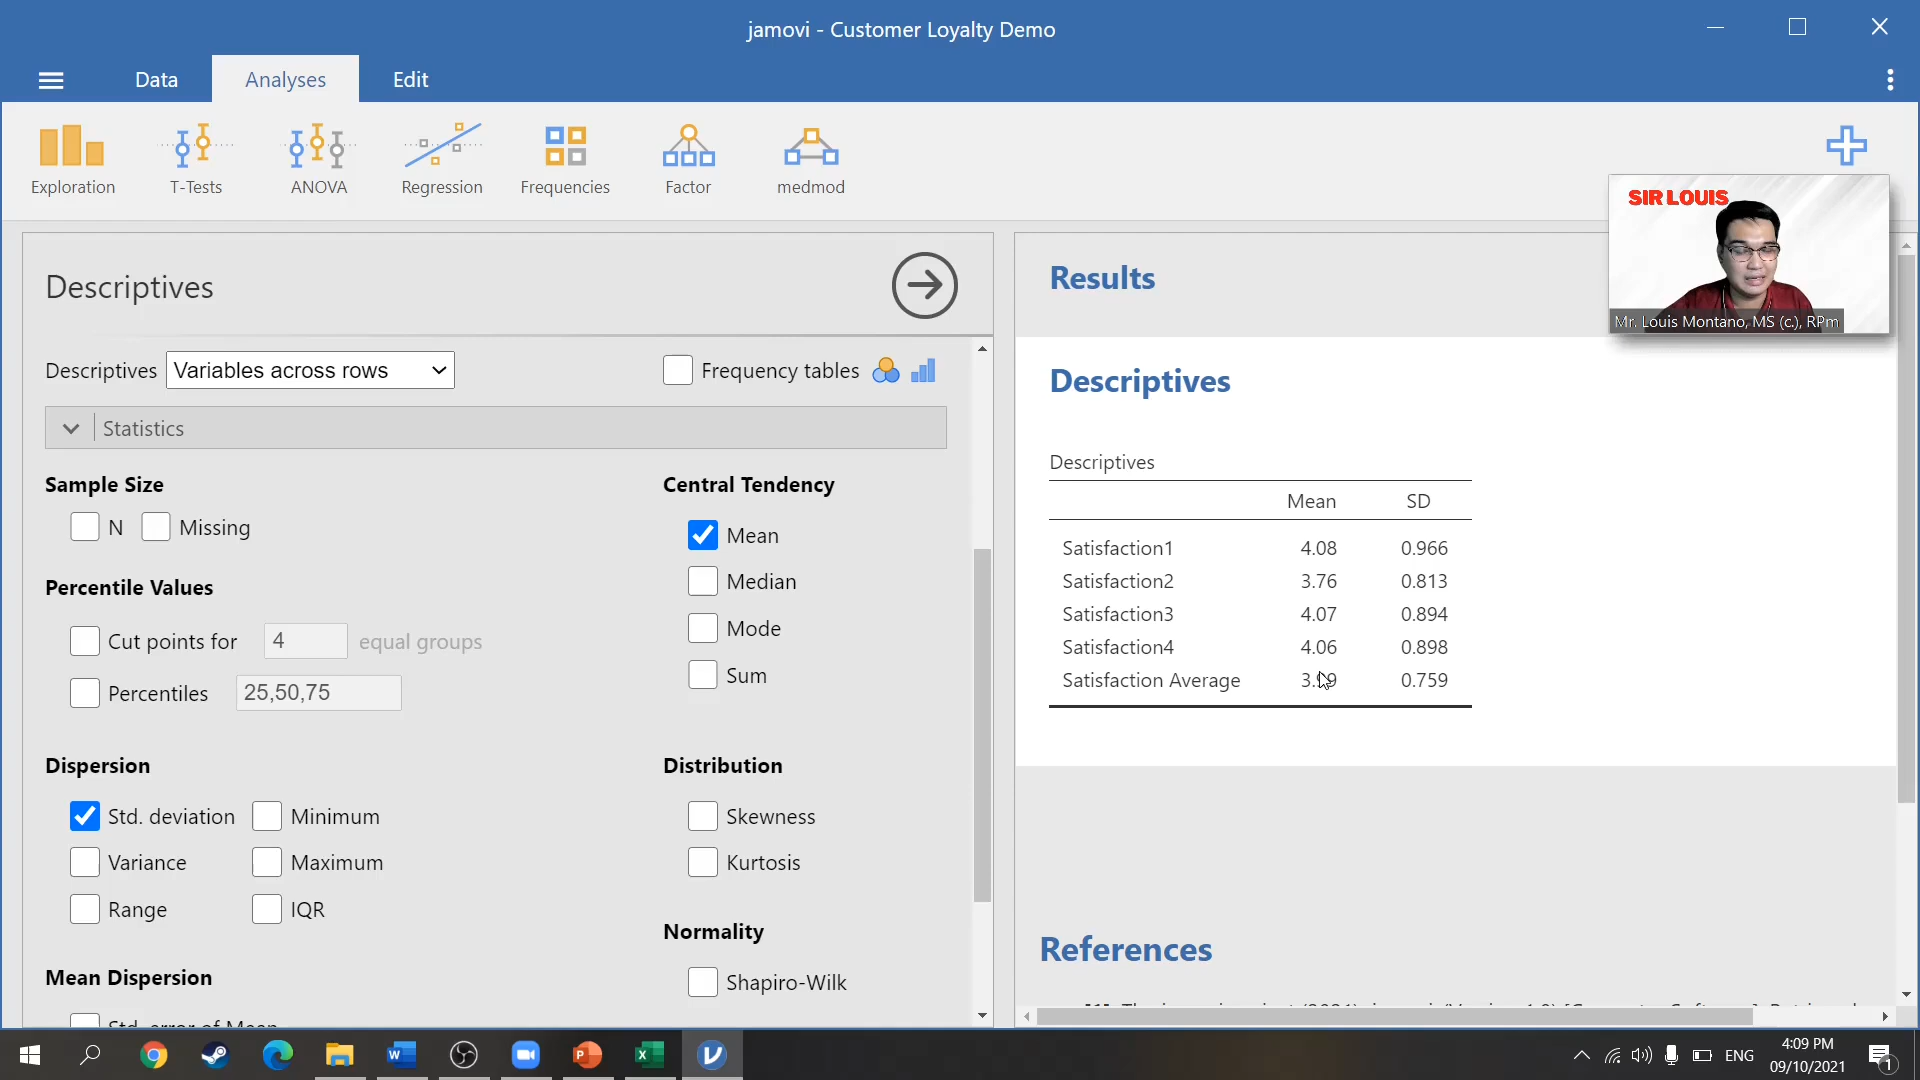 jamovi - Customer Loyalty Demo
Data
Analyses
Edit
Exploration
T-Tests
ANOVA
Regression
Frequencies
Factor
medmod
SIR LOUIS
Mr. Louis Montano, MS (c.), RPm
Descriptives
Descriptives Variables across rows
Frequency tables
Statistics
Sample Size
N Missing
Percentile Values
Cut points for 4 equal groups
Percentiles 25,50,75
Central Tendency
Mean
Median
Mode
Sum
Dispersion
Std. deviation Minimum
Variance Maximum
Range IQR
Distribution
Skewness
Kurtosis
Mean Dispersion
Std. error of Mean
Normality
Shapiro-Wilk
Results
Descriptives
Descriptives
Mean SD
Satisfaction1 4.08 0.966
Satisfaction2 3.76 0.813
Satisfaction3 4.07 0.894
Satisfaction4 4.06 0.898
Satisfaction Average 0.759
References
ENG
4:09 PM
09/10/2021
1